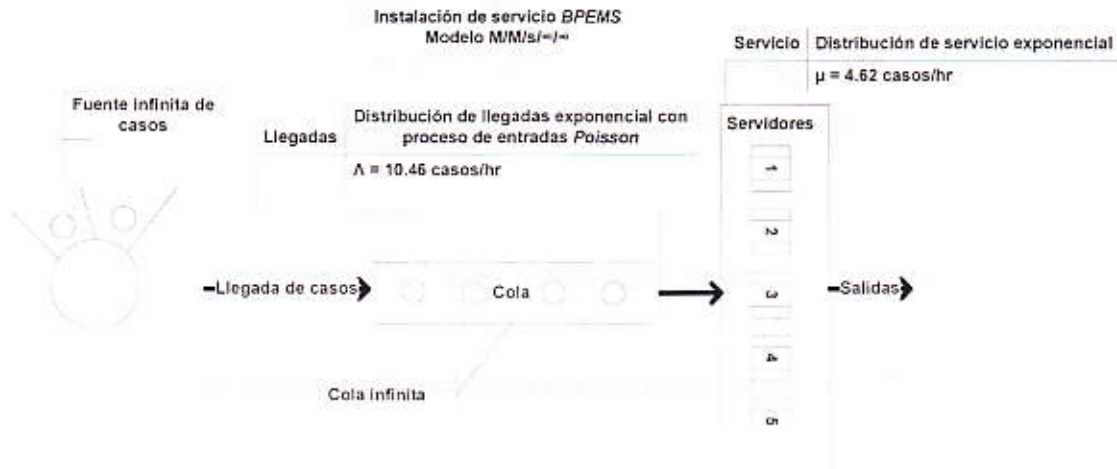 Instalación de servicio BPEMS
Modelo M/M/s/∞/∞
Servicio
Distribución de servicio exponencial
μ = 4.62 casos/hr
Fuente infinita de
casos
Llegadas
Distribución de llegadas exponencial con
proceso de entradas Poisson
Λ = 10.46 casos/hr
Servidores
1
2
3
4
5
Llegada de casos
Cola
Salidas
Cola infinita